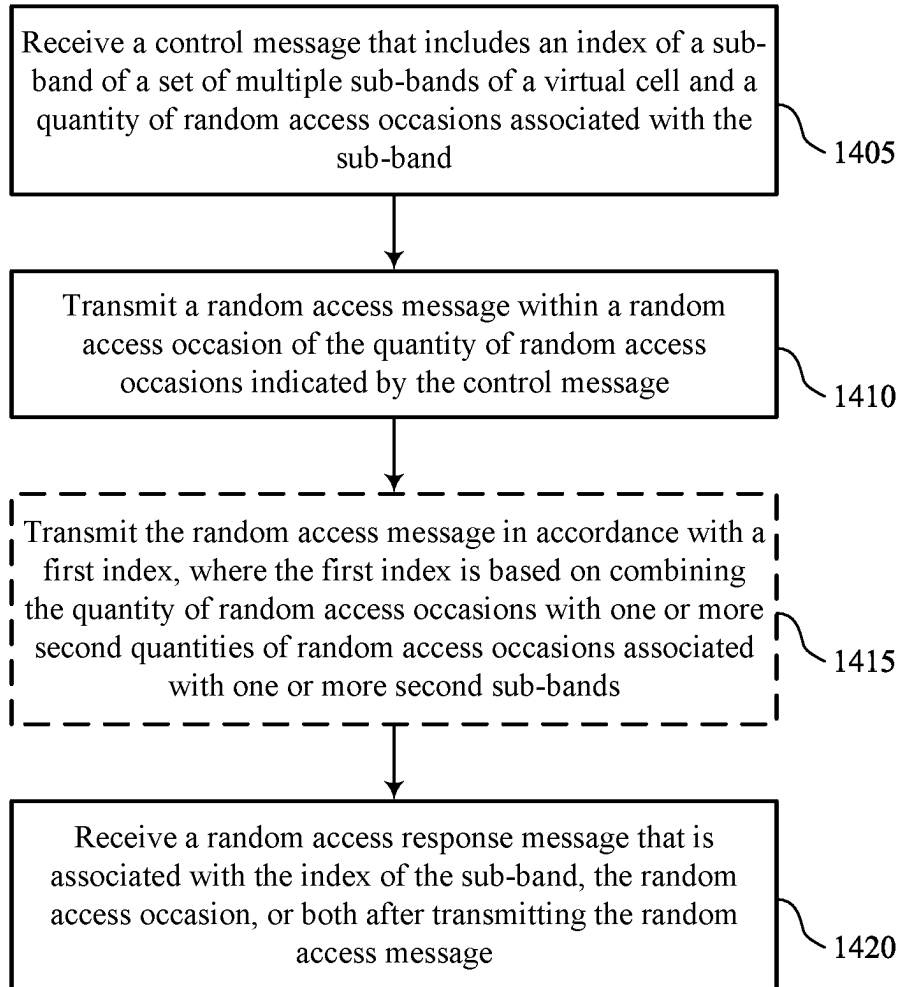 Receive a control message that includes an index of a sub-
band of a set of multiple sub-bands of a virtual cell and a
quantity of random access occasions associated with the
sub-band
1405
Transmit a random access message within a random
access occasion of the quantity of random access
occasions indicated by the control message
1410
Transmit the random access message in accordance with a
first index, where the first index is based on combining
the quantity of random access occasions with one or more
second quantities of random access occasions associated
with one or more second sub-bands
1415
Receive a random access response message that is
associated with the index of the sub-band, the random
access occasion, or both after transmitting the random
access message
1420